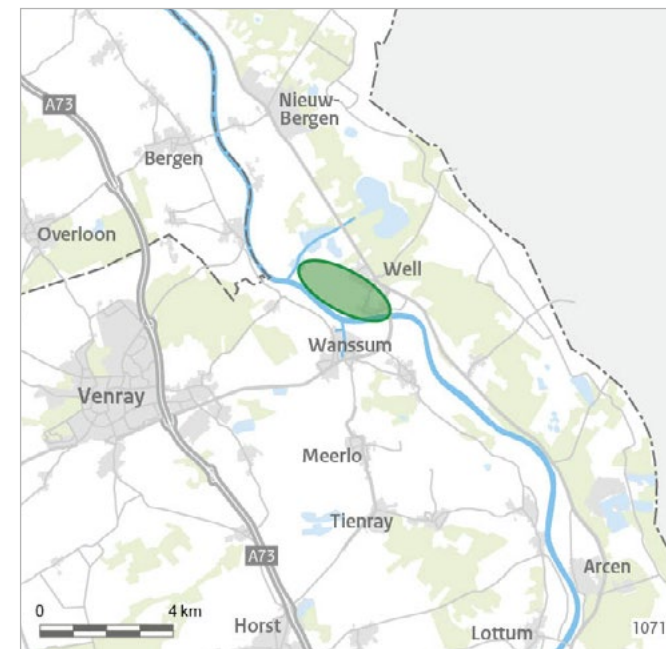 A73
Nieuw-
Bergen
Bergen
Overloon
Well
Wanssum
Venray
Meerlo
Tienray
A73
Arcen
0 4 km
Horst
Lottum
1071